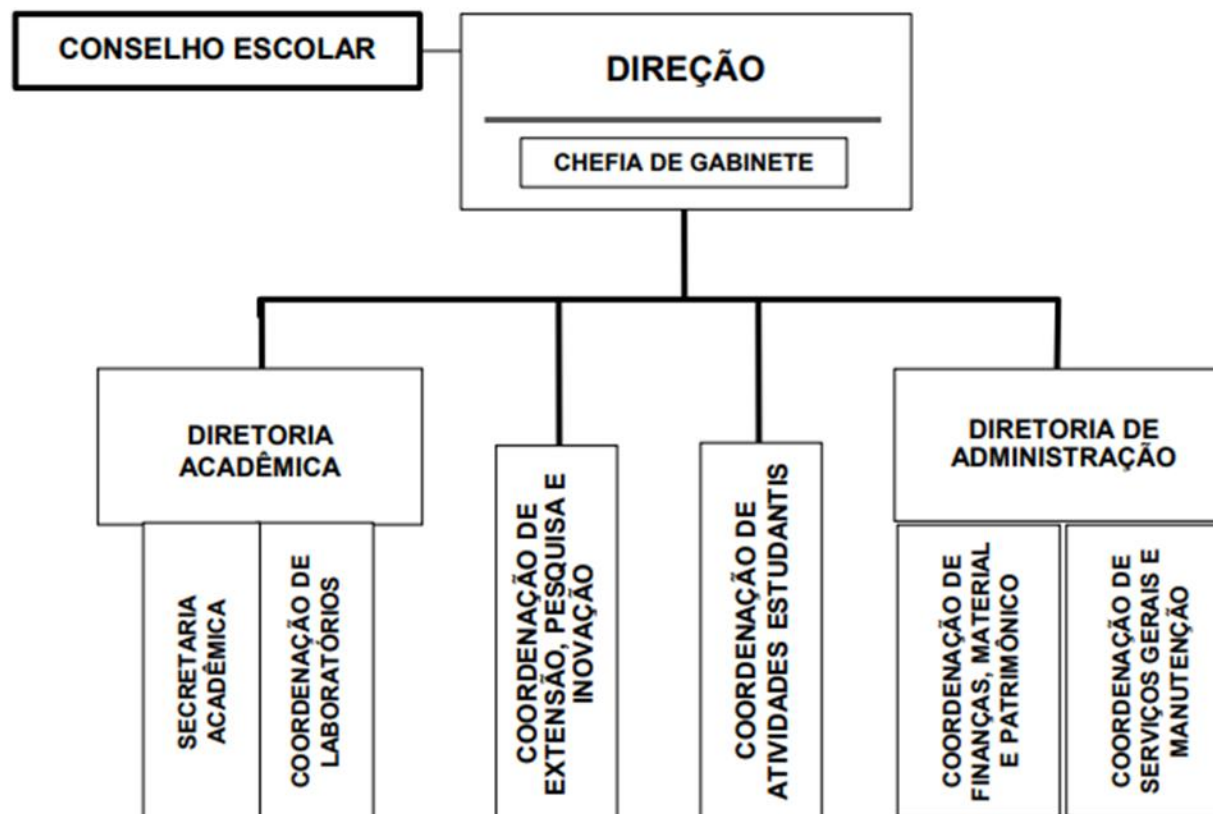 CONSELHO ESCOLAR
DIREÇÃO
CHEFIA DE GABINETE
DIRETORIA
ACADÊMICA
DIRETORIA DE
ADMINISTRAÇÃO
SECRETARIA
ACADÊMICA
COORDENAÇÃO DE
LABORATÓRIOS
COORDENAÇÃO DE
EXTENSÃO, PESQUISA E
INOVAÇÃO
COORDENAÇÃO DE
ATIVIDADES ESTUDANTIS
COORDENAÇÃO DE
FINANÇAS, MATERIAL
E PATRIMÔNICO
COORDENAÇÃO DE
SERVIÇOS GERAIS E
MANUTENÇÃO